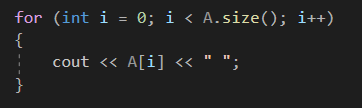 for (int i = 0; i < A.size(); i++)
{
    cout << A[i] << " ";
}